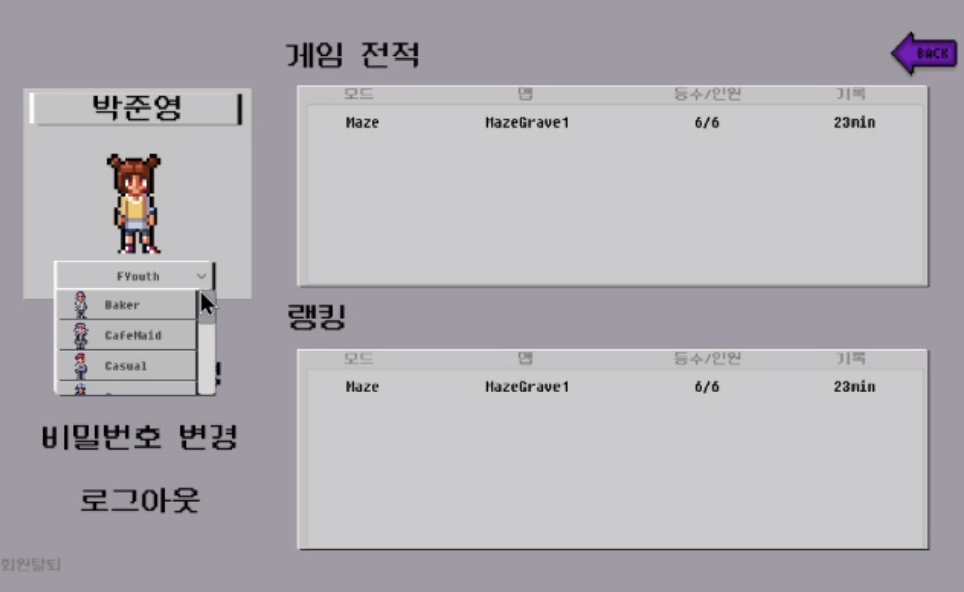 게임 전적
BACK
박준영
모드 맵 등수/인원 기록
Maze MazeGrave1 6/6 23min
FYouth
Baker
CafeMaid
Casual
랭킹
모드 맵 등수/인원 기록
Maze MazeGrave1 6/6 23min
비밀번호 변경
로그아웃
회원탈퇴